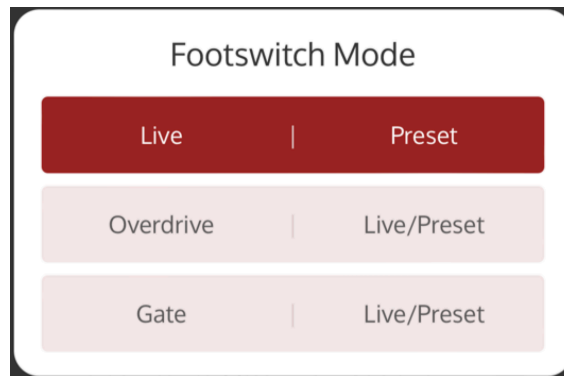 Footswitch Mode
Live | Preset
Overdrive | Live/Preset
Gate | Live/Preset